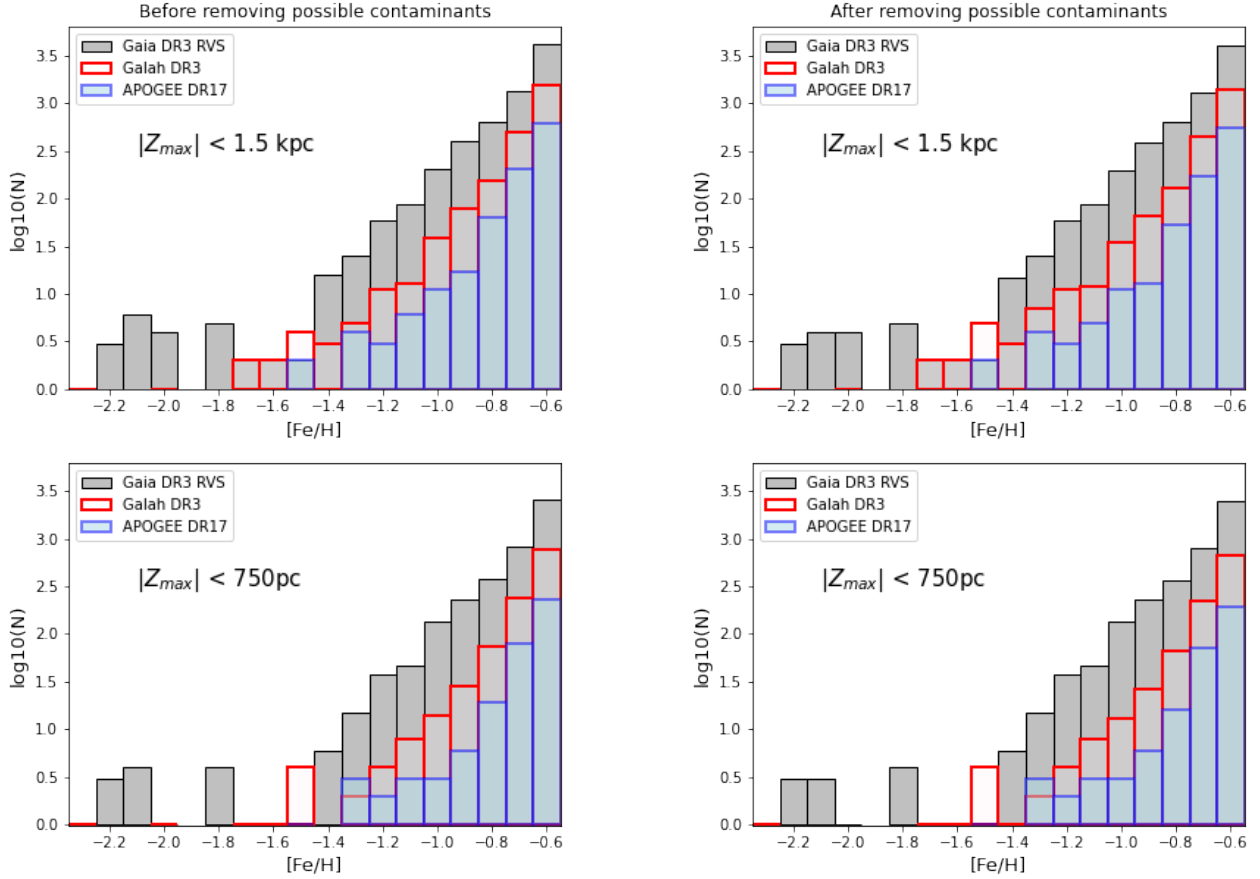 Before removing possible contaminants
Gaia DR3 RVS
Galah DR3
APOGEE DR17
|Z_max| < 1.5 kpc
log10(N)
3.5
3.0
2.5
2.0
1.5
1.0
0.5
0.0
−2.2 −2.0 −1.8 −1.6 −1.4 −1.2 −1.0 −0.8 −0.6
[Fe/H]
After removing possible contaminants
Gaia DR3 RVS
Galah DR3
APOGEE DR17
|Z_max| < 1.5 kpc
log10(N)
3.5
3.0
2.5
2.0
1.5
1.0
0.5
0.0
−2.2 −2.0 −1.8 −1.6 −1.4 −1.2 −1.0 −0.8 −0.6
[Fe/H]
Gaia DR3 RVS
Galah DR3
APOGEE DR17
|Z_max| < 750pc
log10(N)
3.5
3.0
2.5
2.0
1.5
1.0
0.5
0.0
−2.2 −2.0 −1.8 −1.6 −1.4 −1.2 −1.0 −0.8 −0.6
[Fe/H]
Gaia DR3 RVS
Galah DR3
APOGEE DR17
|Z_max| < 750pc
log10(N)
3.5
3.0
2.5
2.0
1.5
1.0
0.5
0.0
−2.2 −2.0 −1.8 −1.6 −1.4 −1.2 −1.0 −0.8 −0.6
[Fe/H]